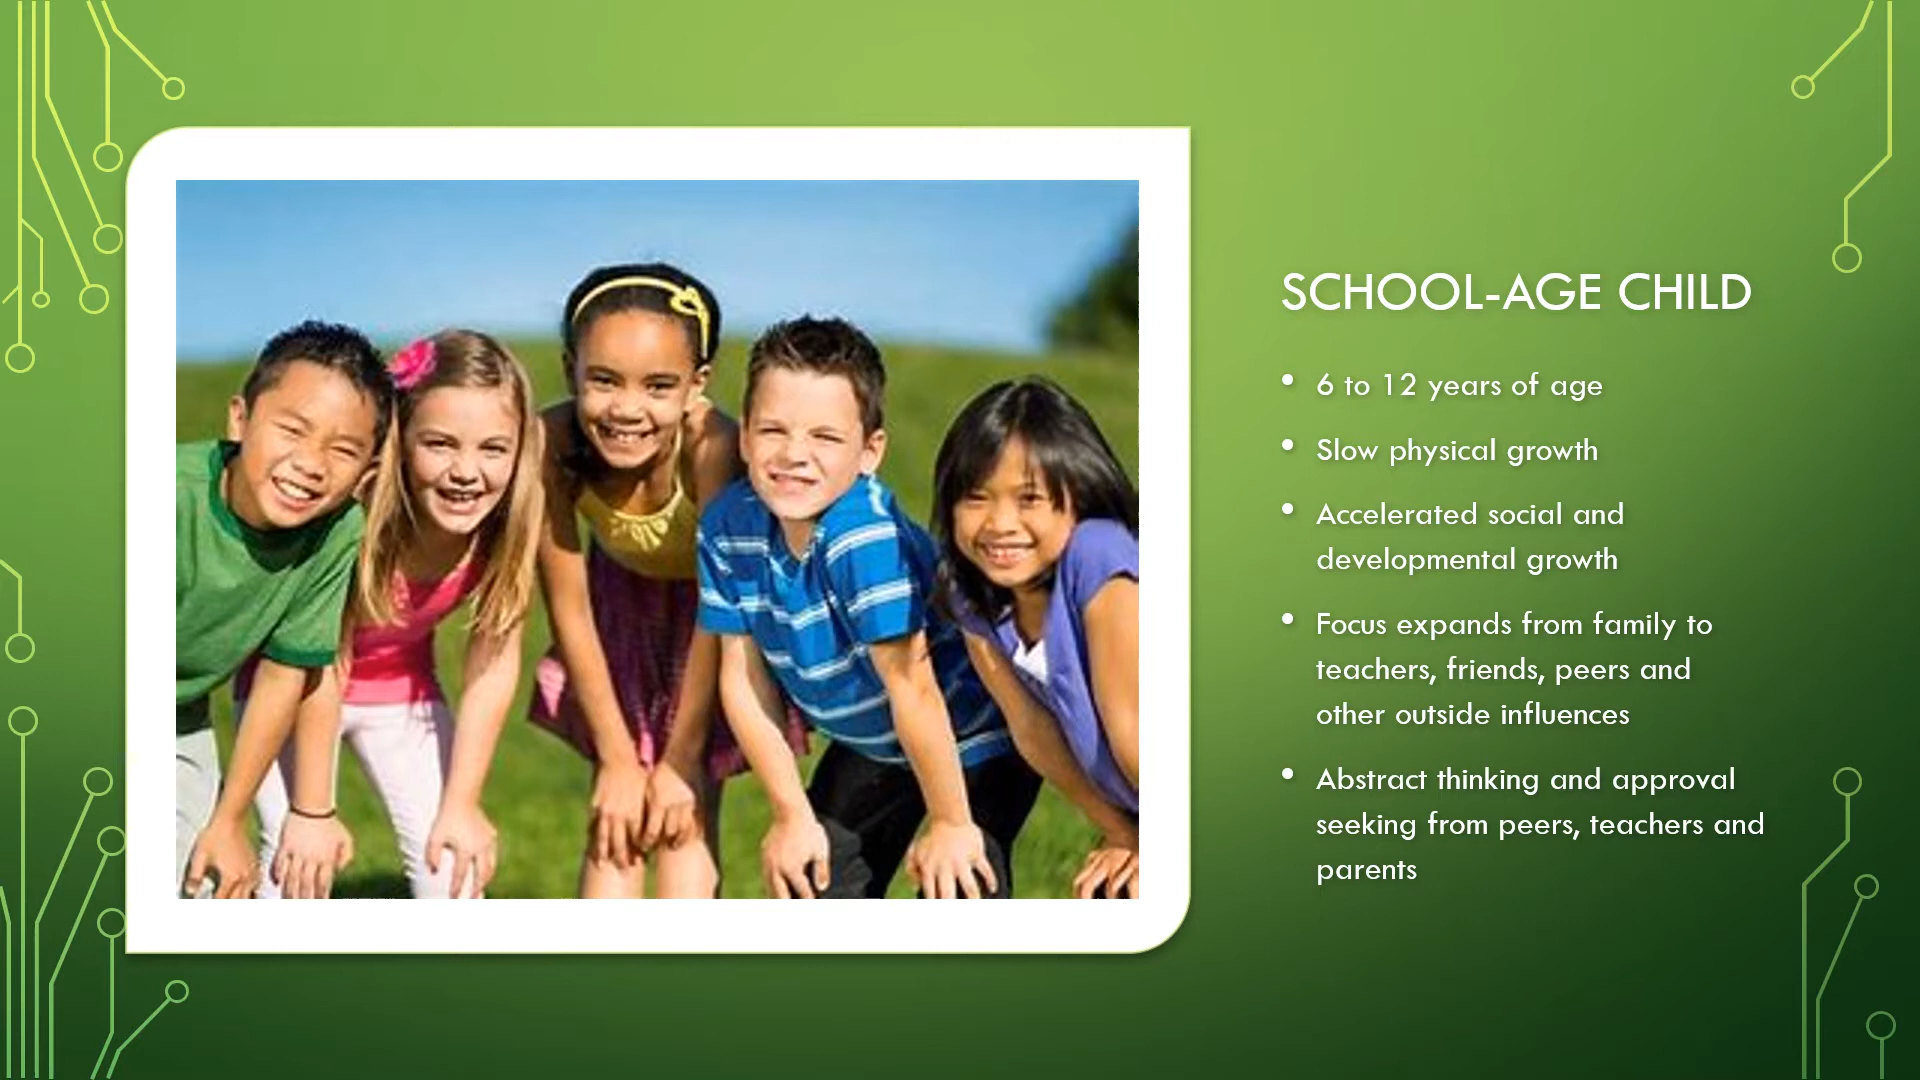 SCHOOL-AGE CHILD
• 6 to 12 years of age
• Slow physical growth
• Accelerated social and
developmental growth
• Focus expands from family to
teachers, friends, peers and
other outside influences
• Abstract thinking and approval
seeking from peers, teachers and
parents